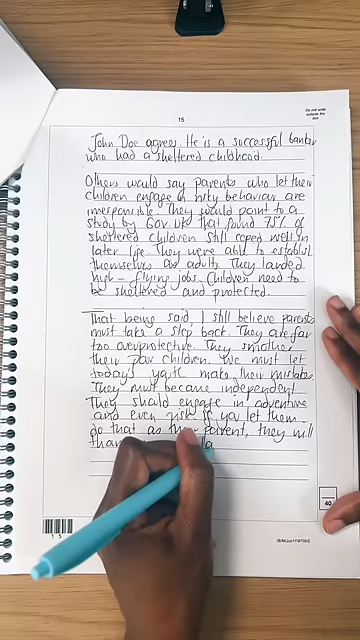 15
Do not write
outside the
box
John Doe agrees. He is a successful banker
who had a sheltered childhood.
Others would say parents who let their
children engage in risky behaviour are
irresponsible. They would point to a
study by Gov.uk that found 75% of
sheltered children still coped well in
later life. They were able to establish
themselves as adults. They landed
high-flying jobs. Children need to
be sheltered and protected.
That being said, I still believe parents
must take a step back. They are far
too overprotective. They smother
their poor children. We must let
today's youth make their mistakes.
They must became independent.
They should engage in adventure
and even risk. If you let them
do that as their parent, they will
40
IB/M/Jun17/8700/2
1 5